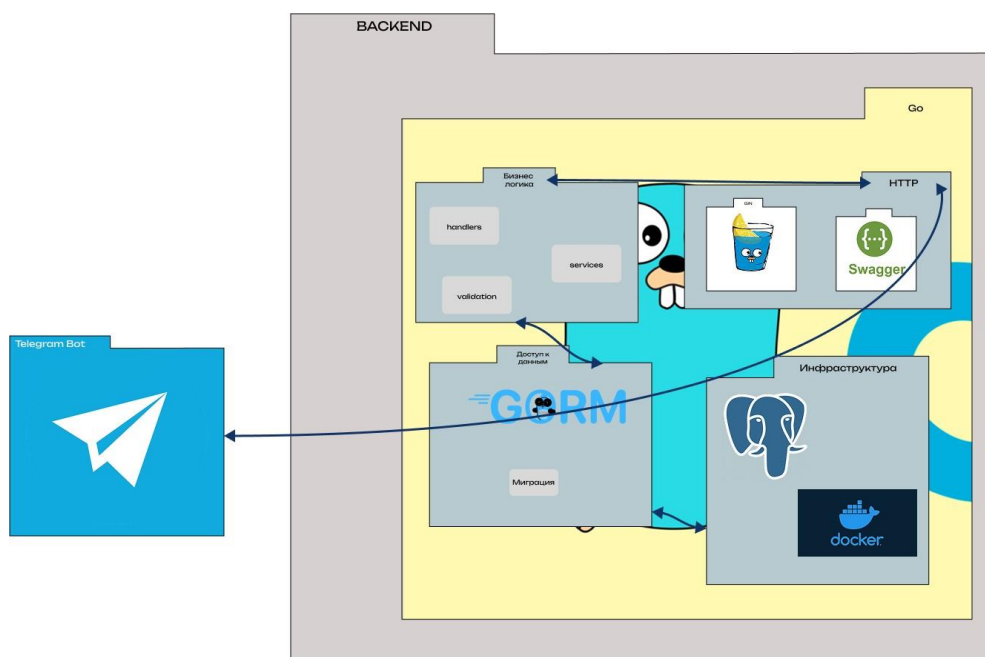 BACKEND
Go
Бизнес
логика
handlers
services
validation
HTTP
GIN
{...}
Swagger
Telegram Bot
Доступ к
данным
GORM
Миграция
Инфраструктура
docker